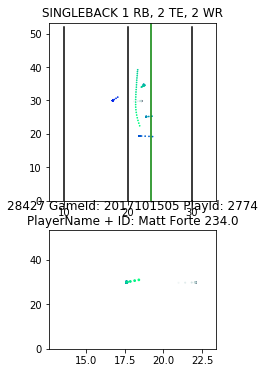 SINGLEBACK 1 RB, 2 TE, 2 WR
50
40
30
20
10
0
10 20 30
28427 GameId: 2017101505 PlayId: 2774
PlayerName + ID: Matt Forte 234.0
40
20
0
15.0 17.5 20.0 22.5